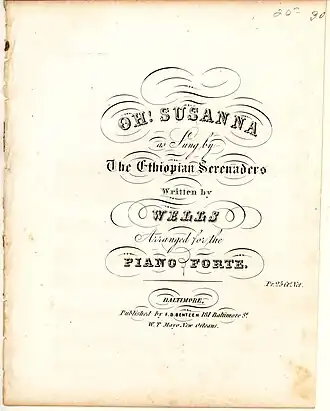 OH! SUSANNA
as Sung by
The Ethiopian Serenaders
Written by
WELLS
Arranged for the
PIANO FORTE.
BALTIMORE,
Published by F. D. BENTEEN 181 Baltimore St.
W. T. Mayo New Orleans.